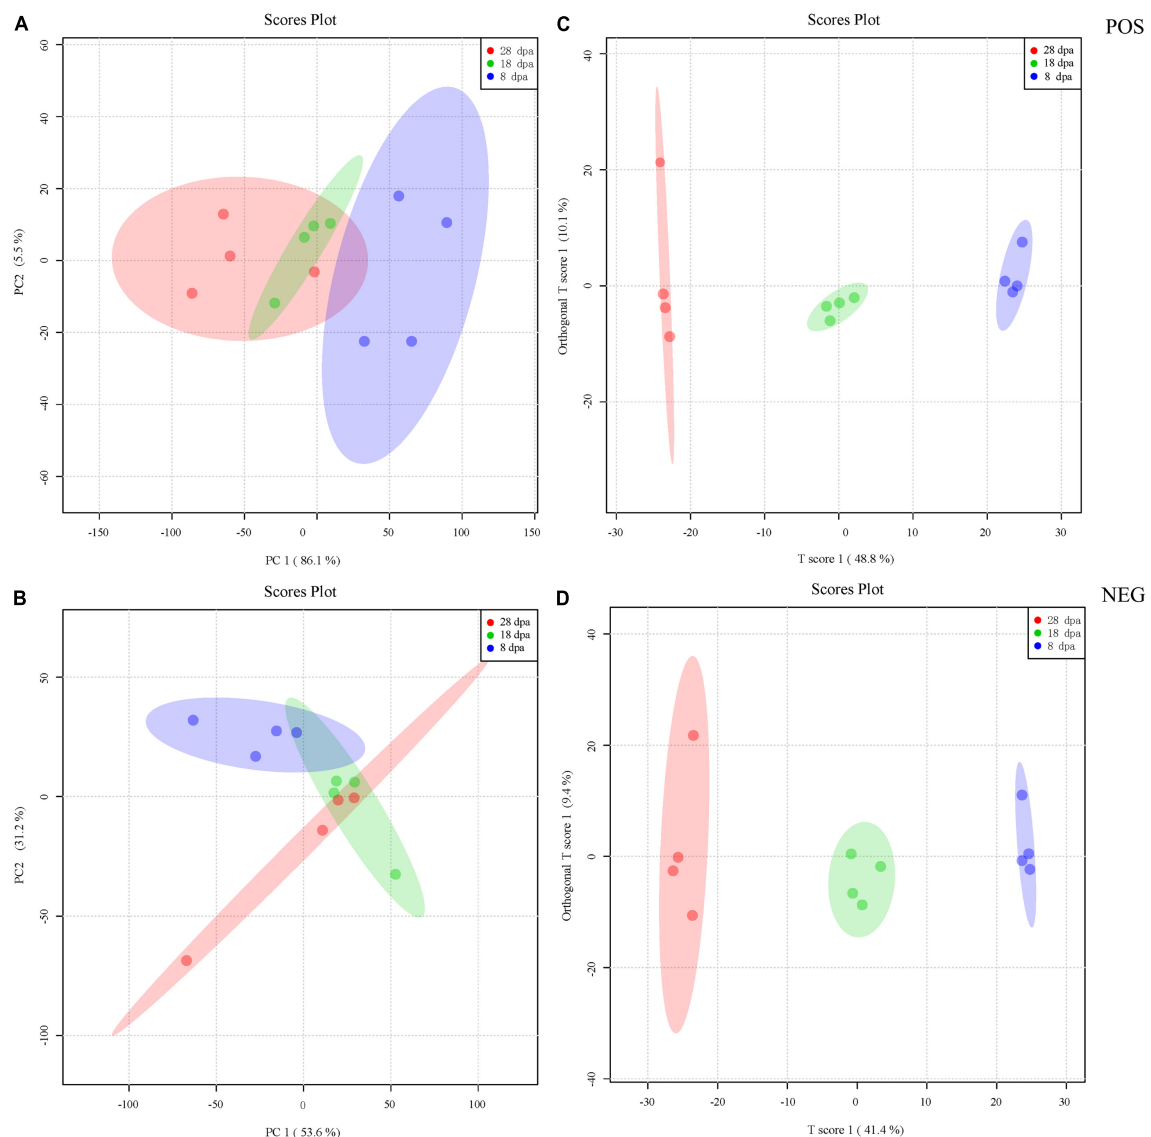 A
Scores Plot
28 dpa
18 dpa
8 dpa
60
40
20
0
-20
-40
-60
PC2 (5.5 %)
-150 -100 -50 0 50 100 150
PC 1 ( 86.1 %)
C
Scores Plot
POS
28 dpa
18 dpa
8 dpa
40
20
0
-20
Orthogonal T score 1 (10.1 %)
-30 -20 -10 0 10 20 30
T score 1 ( 48.8 %)
B
Scores Plot
28 dpa
18 dpa
8 dpa
50
0
-50
-100
PC2 (31.2 %)
-100 -50 0 50 100
PC 1 ( 53.6 %)
D
Scores Plot
NEG
28 dpa
18 dpa
8 dpa
40
20
0
-20
-40
Orthogonal T score 1 (9.4 %)
-30 -20 -10 0 10 20 30
T score 1 ( 41.4 %)